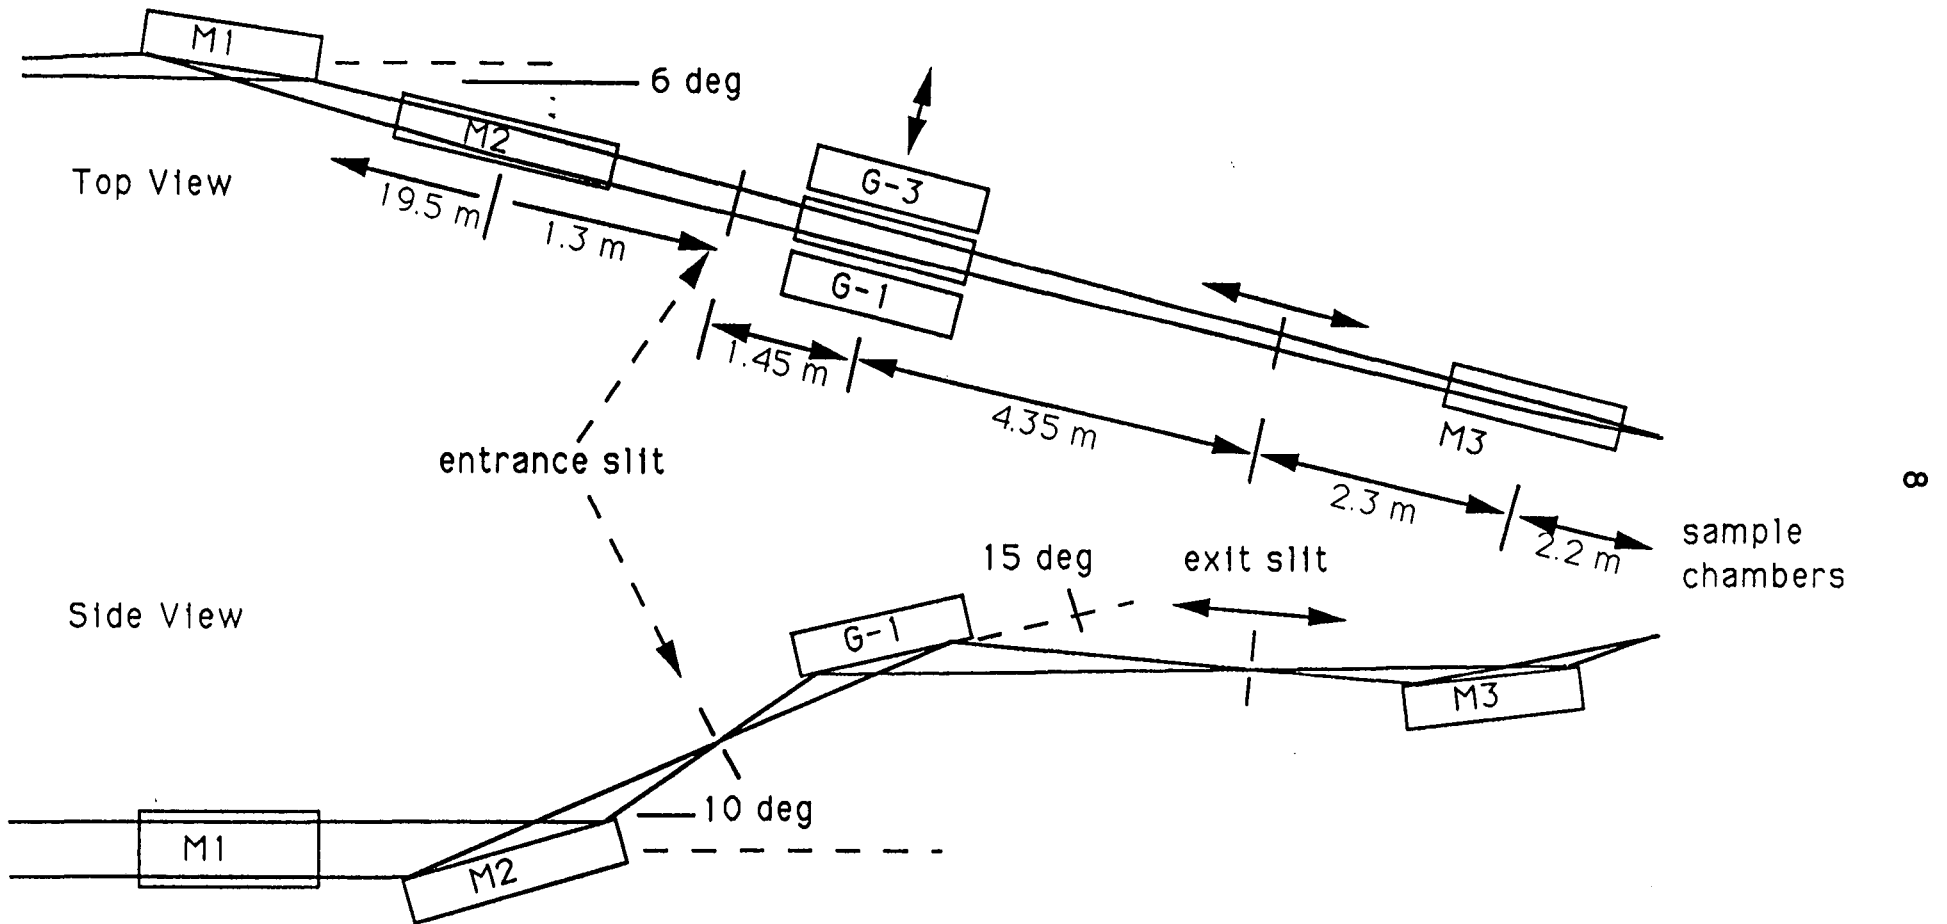 M1
6 deg
M2
Top View
19.5 m
1.3 m
G-3
G-1
1.45 m
4.35 m
M3
entrance slit
2.3 m
8
2.2 m
sample
chambers
15 deg
exit slit
Side View
G-1
M3
10 deg
M1
M2